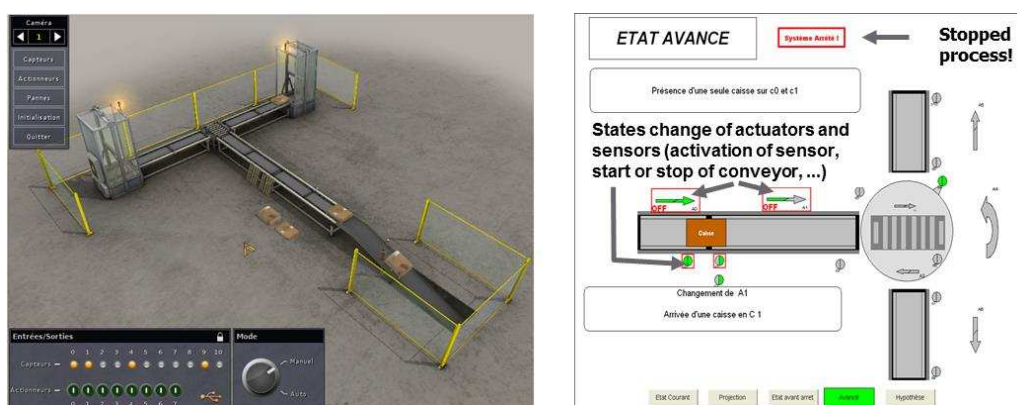 Caméra
1
Capteurs
Actionneurs
Pannes
Initialisation
Quitter
Entrées/Sorties
0 1 2 3 4 5 6 7 8 9 10
Capteurs
Actionneurs
0 1 2 3 4 5 6 7
Mode
Manuel
Auto
ETAT AVANCE
Système Arrêté !
Stopped
process!
Présence d'une seule caisse sur c0 et c1
States change of actuators and
sensors (activation of sensor,
start or stop of conveyor, ...)
OFF
OFF
A1
Caisse
Changement de A1
Arrivée d'une caisse en C 1
Etat Courant
Projection
Etat avant arret
Avancé
Hypothèse